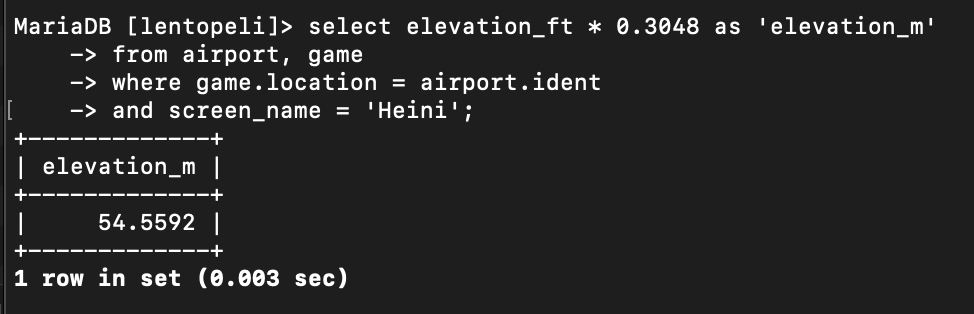 MariaDB [lentopeli]> select elevation_ft * 0.3048 as 'elevation_m'
    -> from airport, game
    -> where game.location = airport.ident
[    -> and screen_name = 'Heini';
+-------------+
| elevation_m |
+-------------+
|     54.5592 |
+-------------+
1 row in set (0.003 sec)